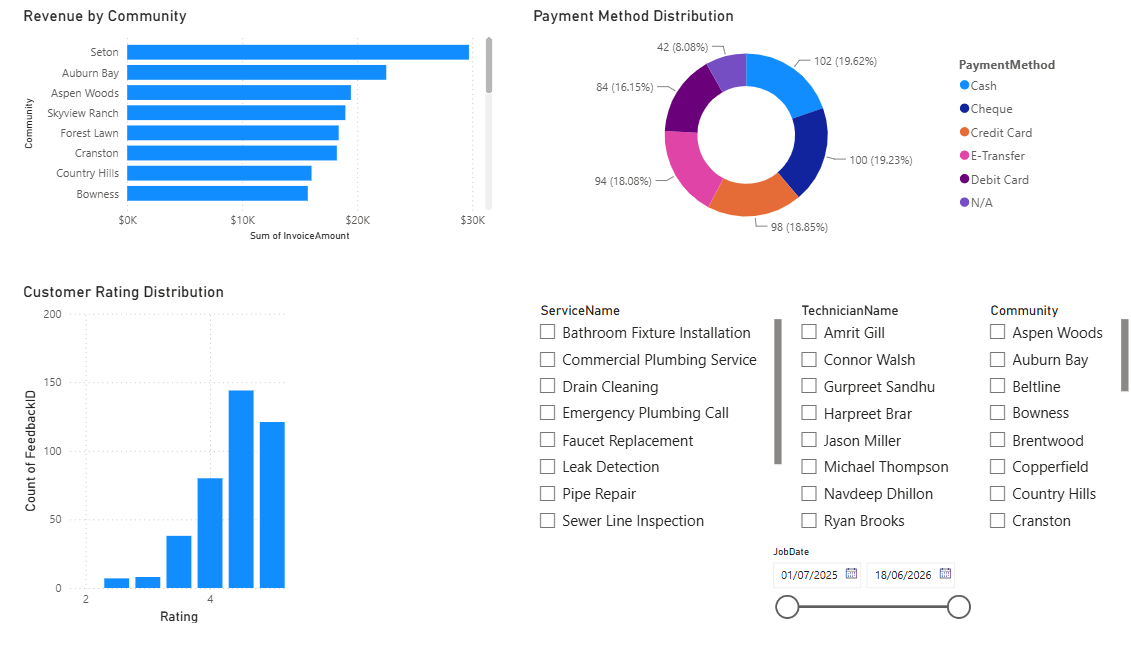 Revenue by Community
Community
Seton
Auburn Bay
Aspen Woods
Skyview Ranch
Forest Lawn
Cranston
Country Hills
Bowness
$0K $10K $20K $30K
Sum of InvoiceAmount
Payment Method Distribution
42 (8.08%)
102 (19.62%)
84 (16.15%)
100 (19.23%)
94 (18.08%)
98 (18.85%)
PaymentMethod
Cash
Cheque
Credit Card
E-Transfer
Debit Card
N/A
Customer Rating Distribution
Count of FeedbackID
200
150
100
50
0
2 4
Rating
ServiceName
Bathroom Fixture Installation
Commercial Plumbing Service
Drain Cleaning
Emergency Plumbing Call
Faucet Replacement
Leak Detection
Pipe Repair
Sewer Line Inspection
TechnicianName
Amrit Gill
Connor Walsh
Gurpreet Sandhu
Harpreet Brar
Jason Miller
Michael Thompson
Navdeep Dhillon
Ryan Brooks
Community
Aspen Woods
Auburn Bay
Beltline
Bowness
Brentwood
Copperfield
Country Hills
Cranston
JobDate
01/07/2025 18/06/2026